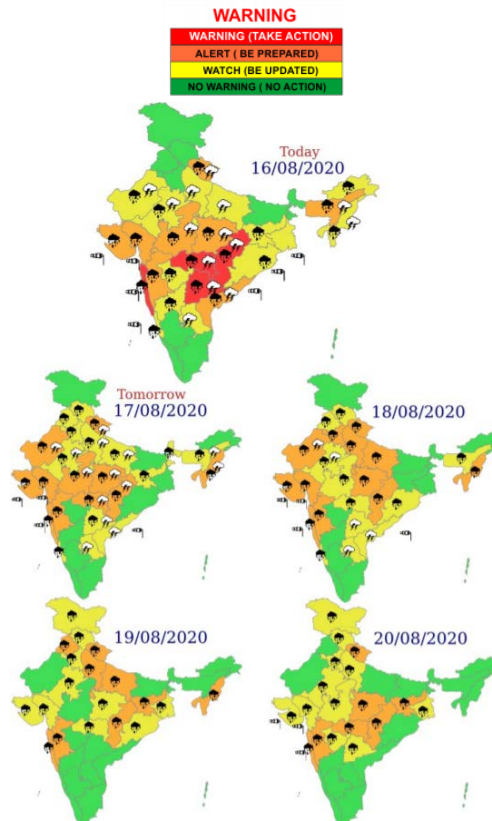 WARNING
WARNING (TAKE ACTION)
ALERT ( BE PREPARED)
WATCH (BE UPDATED)
NO WARNING ( NO ACTION)
Today
16/08/2020
Tomorrow
17/08/2020
18/08/2020
19/08/2020
20/08/2020